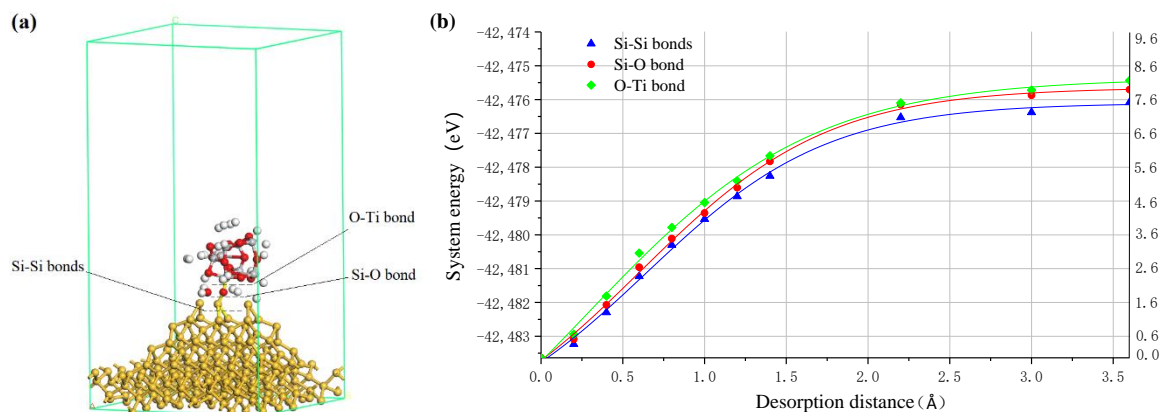 (a)
O-Ti bond
Si-Si bonds
Si-O bond
(b)
Si-Si bonds
Si-O bond
O-Ti bond
System energy (eV)
-42,474
-42,475
-42,476
-42,477
-42,478
-42,479
-42,480
-42,481
-42,482
-42,483
9.6
8.6
7.6
6.6
5.6
4.6
3.6
2.6
1.6
0.6
0.0
0.0 0.5 1.0 1.5 2.0 2.5 3.0 3.5
Desorption distance(Å)